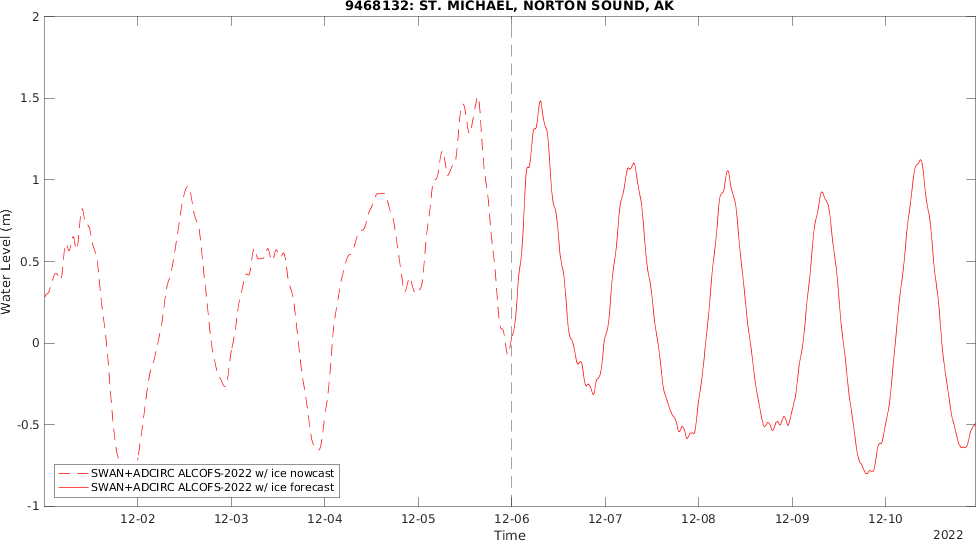 9468132: ST. MICHAEL, NORTON SOUND, AK
2
1.5
1
0.5
0
-0.5
-1
Water Level (m)
SWAN+ADCIRC ALCOFS-2022 w/ ice nowcast
SWAN+ADCIRC ALCOFS-2022 w/ ice forecast
12-02 12-03 12-04 12-05 12-06 12-07 12-08 12-09 12-10
Time
2022